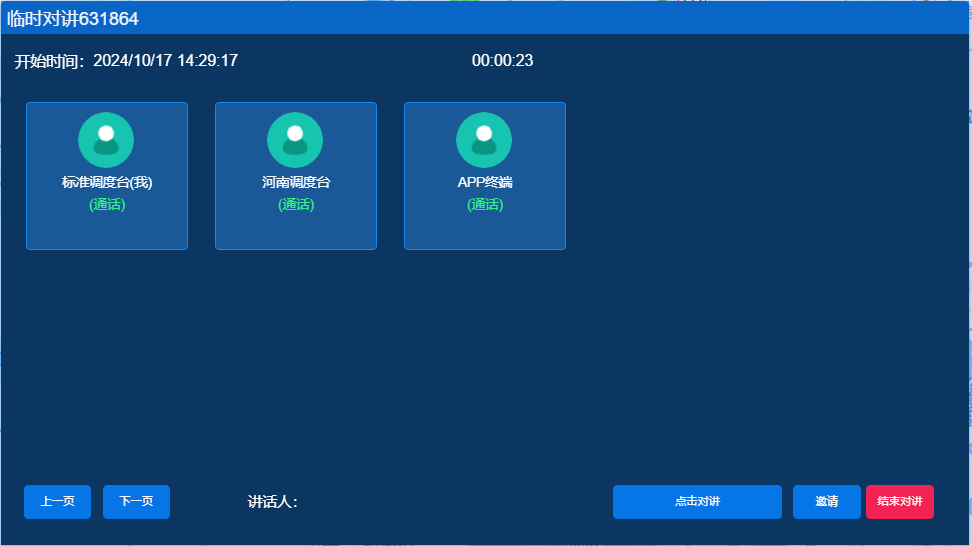 临时对讲631864
开始时间：2024/10/17 14:29:17 00:00:23
标准调度台(我) 河南调度台 APP终端
(通话) (通话) (通话)
上一页 下一页 讲话人： 点击对讲 邀请 结束对讲